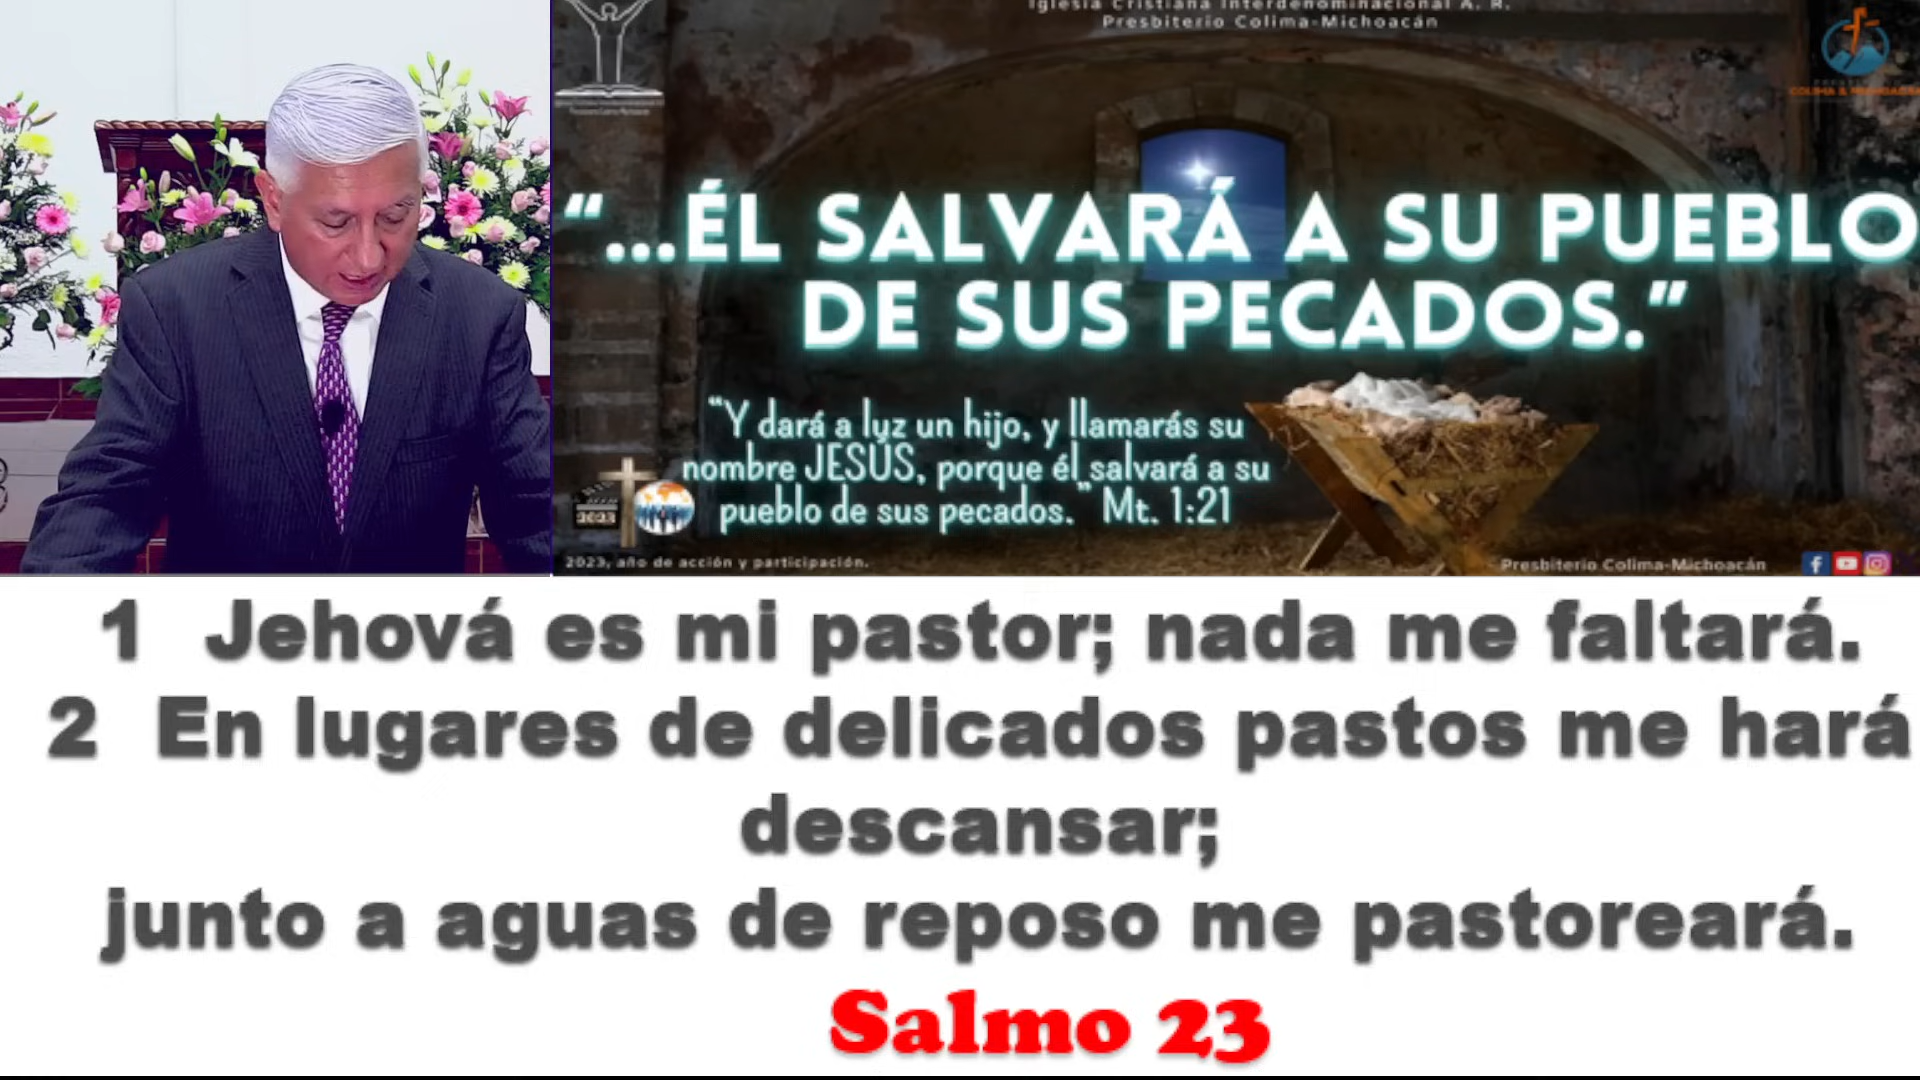 Iglesia Cristiana Interdenominacional A. R.
Presbiterio Colima-Michoacán
“...ÉL SALVARÁ A SU PUEBLO
DE SUS PECADOS.”
“Y dará a luz un hijo, y llamarás su
nombre JESÚS, porque él salvará a su
pueblo de sus pecados.” Mt. 1:21
2023
2023, año de acción y participación.
Presbiterio Colima-Michoacán
1 Jehová es mi pastor; nada me faltará.
2 En lugares de delicados pastos me hará
descansar;
junto a aguas de reposo me pastoreará.
Salmo 23